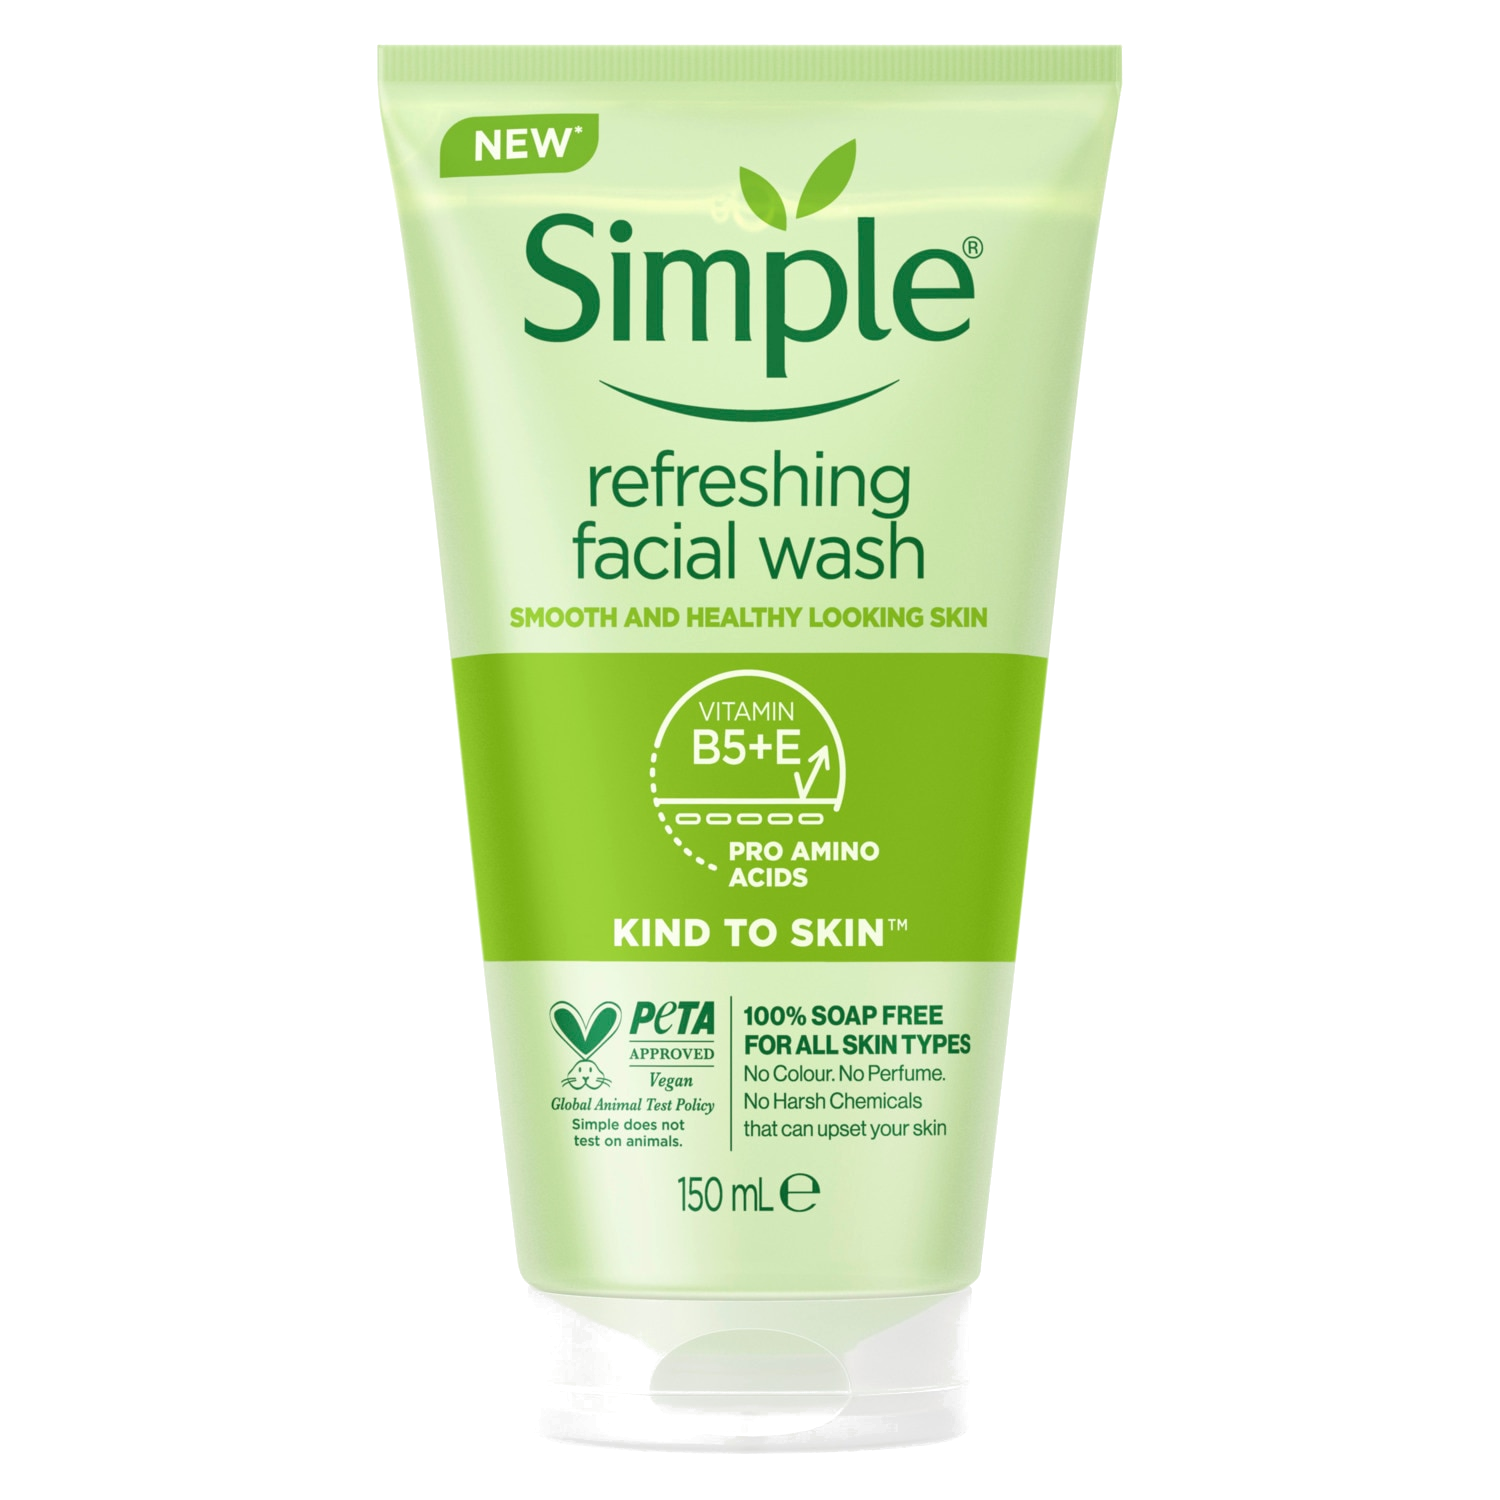 NEW*
Simple®
refreshing
facial wash
SMOOTH AND HEALTHY LOOKING SKIN
VITAMIN
B5+E
PRO AMINO
ACIDS
KIND TO SKIN™
PeTA
APPROVED
Vegan
Global Animal Test Policy
Simple does not
test on animals.
100% SOAP FREE
FOR ALL SKIN TYPES
No Colour. No Perfume.
No Harsh Chemicals
that can upset your skin
150 mL ℮